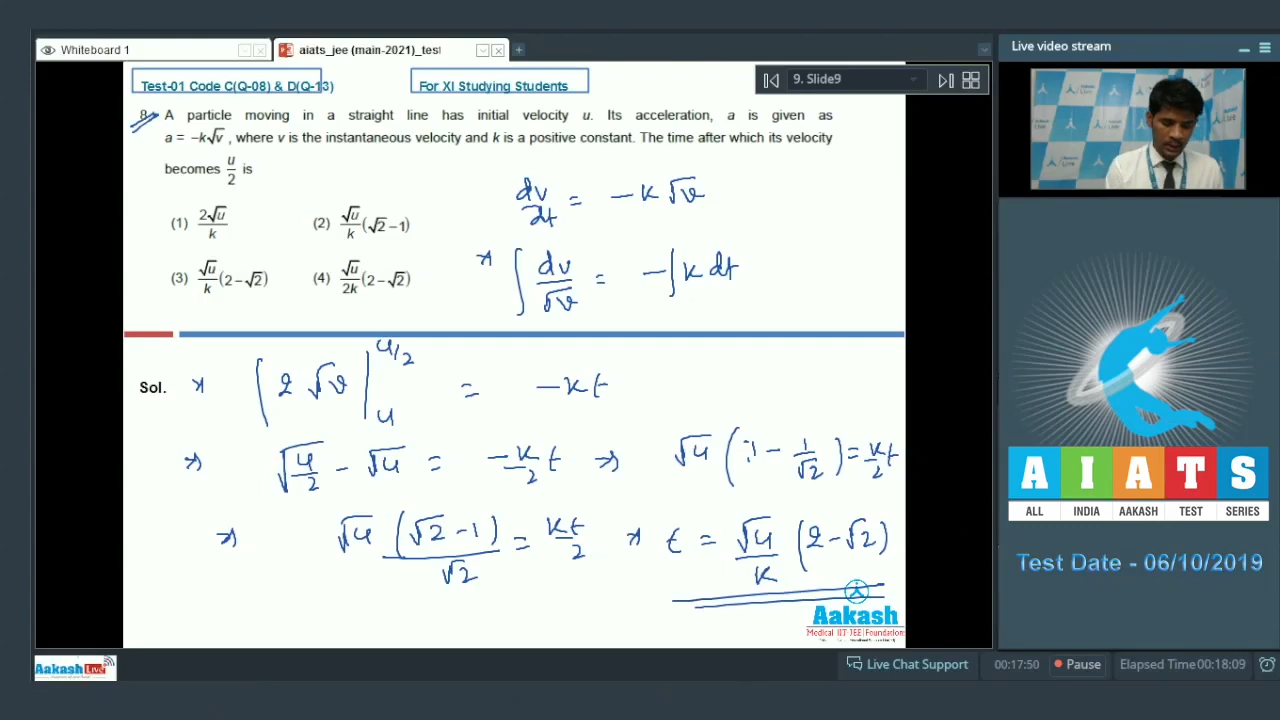 Whiteboard 1
aiats_jee (main-2021)_test
Live video stream
Test-01 Code C(Q-08) & D(Q-13)
For XI Studying Students
9. Slide9
8. A particle moving in a straight line has initial velocity u. Its acceleration, a is given as
a = −k√v , where v is the instantaneous velocity and k is a positive constant. The time after which its velocity
becomes u/2 is
(1) 2√u/k
(2) √u/k (√2−1)
(3) √u/k (2−√2)
(4) √u/2k (2−√2)
dv/dt = −k√v
⇒ ∫ dv/√v = −∫ k dt
Sol. ⇒ [2√v]_u^u/2 = −kt
⇒ √(u/2) − √u = −k/2 t ⇒ √u (1 − 1/√2) = k/2 t
⇒ √u (√2−1)/√2 = kt/2 ⇒ t = √u/k (2−√2)
Aakash
Medical|IIT-JEE|Foundations
AIATS
ALL INDIA AAKASH TEST SERIES
Test Date - 06/10/2019
Aakash Live
Live Chat Support
00:17:50
Pause
Elapsed Time 00:18:09